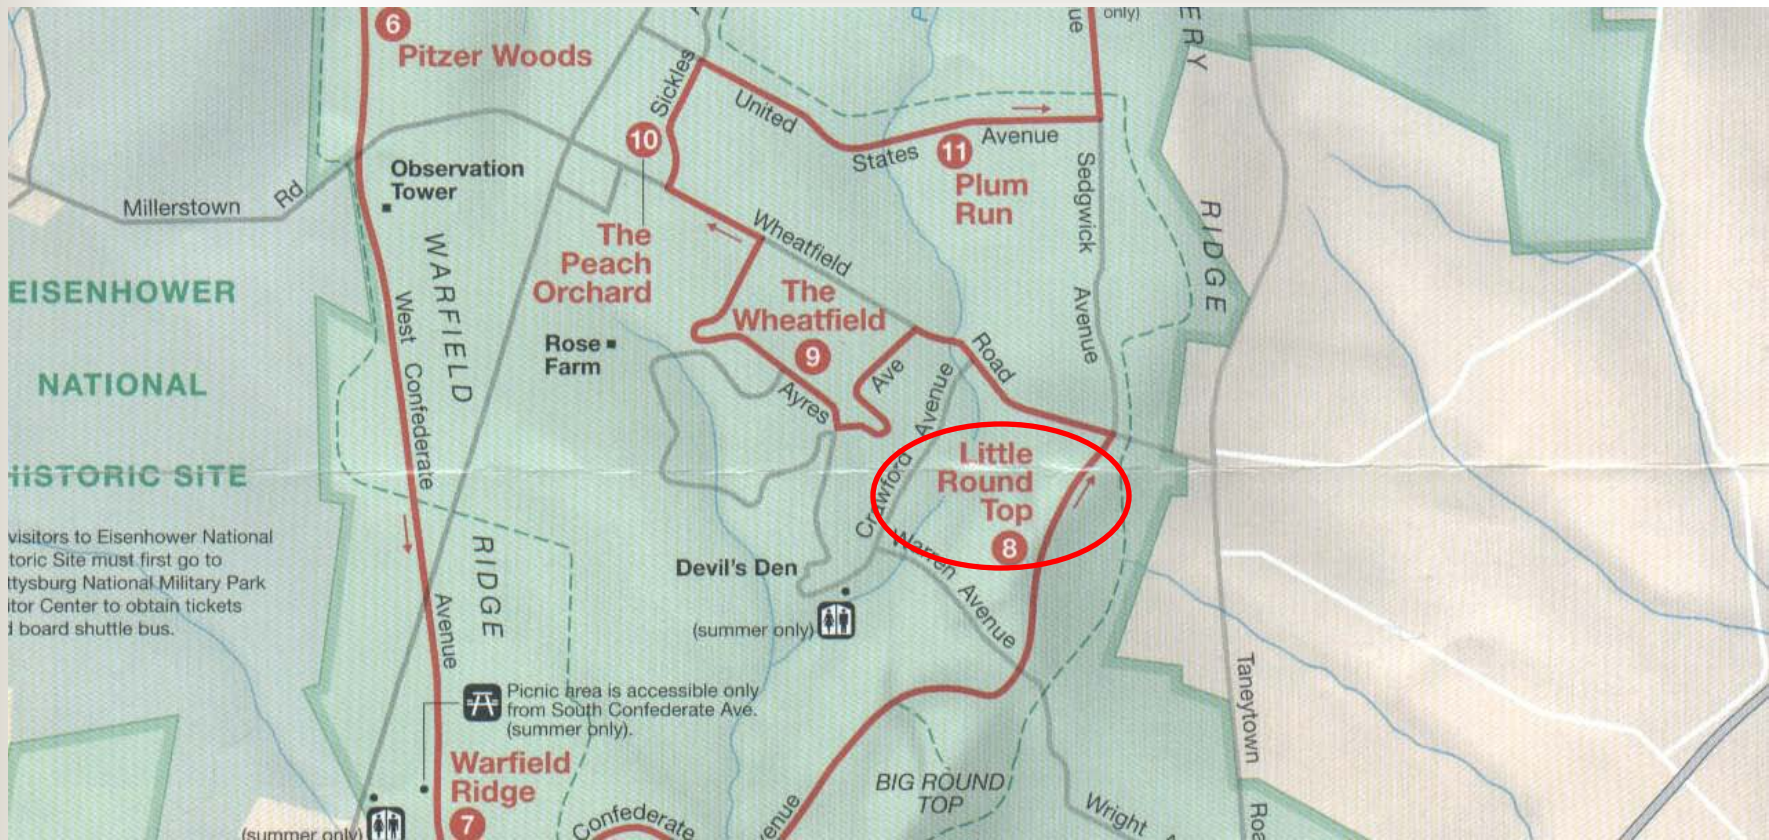 6
Pitzer Woods
Sickles
United
States
Avenue
only)
10
11
Plum
Run
Observation
Tower
Millerstown
Rd
The
Peach
Orchard
Wheatfield
Road
Sedgwick
Avenue
RIDGE
WARFIELD
RIDGE
West Confederate
Avenue
EISENHOWER
NATIONAL
HISTORIC SITE
visitors to Eisenhower National
toric Site must first go to
ttysburg National Military Park
itor Center to obtain tickets
board shuttle bus.
The
Wheatfield
9
Rose
Farm
Ayres
Ave
Crawford Avenue
Little
Round
Top
8
Warren Avenue
Devil's Den
(summer only)
Picnic area is accessible only
from South Confederate Ave.
(summer only).
Warfield
Ridge
7
(summer only)
Confederate
enue
BIG ROUND
TOP
Wright
Taneytown
Roa